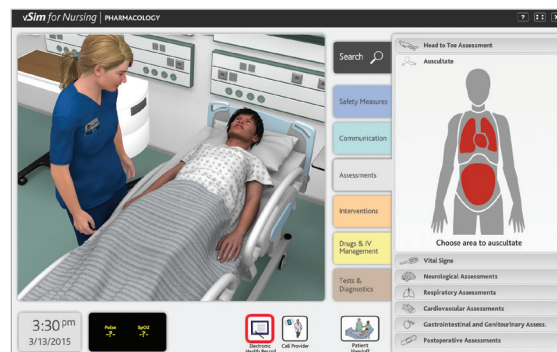 vSim for Nursing | PHARMACOLOGY
?
Search
Safety Measures
Communication
Assessments
Interventions
Drugs & IV
Management
Tests &
Diagnostics
Head to Toe Assessment
Auscultate
Choose area to auscultate
Vital Signs
Neurological Assessments
Respiratory Assessments
Cardiovascular Assessments
Gastrointestinal and Genitourinary Assess.
Postoperative Assessments
3:30 pm
3/13/2015
Pulse
-?-
SpO2
-?-
Electronic
Health Record
Call Provider
Patient
Handoff